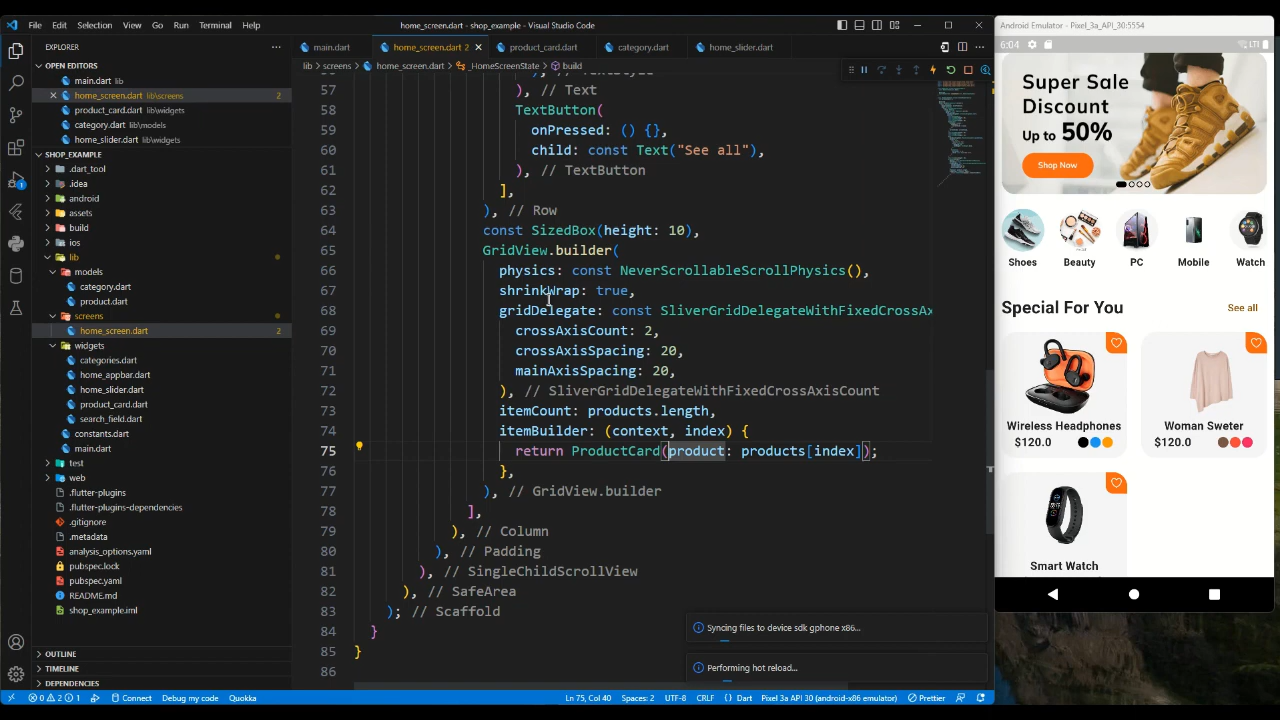 File Edit Selection View Go Run Terminal Help
home_screen.dart - shop_example - Visual Studio Code
EXPLORER
OPEN EDITORS
main.dart lib
home_screen.dart lib\screens 2
product_card.dart lib\widgets
category.dart lib\models
home_slider.dart lib\widgets
SHOP_EXAMPLE
.dart_tool
.idea
android
assets
build
ios
lib
models
category.dart
product.dart
screens
home_screen.dart 2
widgets
categories.dart
home_appbar.dart
home_slider.dart
product_card.dart
search_field.dart
constants.dart
main.dart
test
web
.flutter-plugins
.flutter-plugins-dependencies
.gitignore
.metadata
analysis_options.yaml
pubspec.lock
pubspec.yaml
README.md
shop_example.iml
OUTLINE
TIMELINE
DEPENDENCIES
main.dart home_screen.dart 2 product_card.dart category.dart home_slider.dart
lib > screens > home_screen.dart > _HomeScreenState > build
57 ), // Text
58 TextButton(
59 onPressed: () {},
60 child: const Text("See all"),
61 ), // TextButton
62 ],
63 ), // Row
64 const SizedBox(height: 10),
65 GridView.builder(
66 physics: const NeverScrollableScrollPhysics(),
67 shrinkWrap: true,
68 gridDelegate: const SliverGridDelegateWithFixedCrossAx
69 crossAxisCount: 2,
70 crossAxisSpacing: 20,
71 mainAxisSpacing: 20,
72 ), // SliverGridDelegateWithFixedCrossAxisCount
73 itemCount: products.length,
74 itemBuilder: (context, index) {
75 return ProductCard(product: products[index]);
76 },
77 ), // GridView.builder
78 ],
79 ), // Column
80 ), // Padding
81 ), // SingleChildScrollView
82 ), // SafeArea
83 ); // Scaffold
84 }
85 }
86
Syncing files to device sdk gphone x86...
Performing hot reload...
0 2 1 Connect Debug my code Quokka
Ln 75, Col 40 Spaces: 2 UTF-8 CRLF {} Dart Pixel 3a API 30 (android-x86 emulator) Prettier
Android Emulator - Pixel_3a_API_30:5554
6:04 LTE
Super Sale
Discount
Up to 50%
Shop Now
Shoes Beauty PC Mobile Watch
Special For You See all
Wireless Headphones
$120.0
Woman Sweter
$120.0
Smart Watch